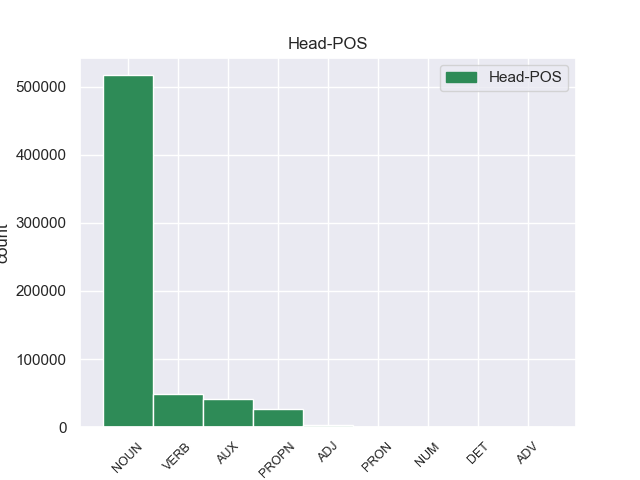 Head-POS
Head-POS
500000
400000
300000
200000
100000
0
count
NOUN
VERB
AUX
PROPN
ADJ
PRON
NUM
DET
ADV